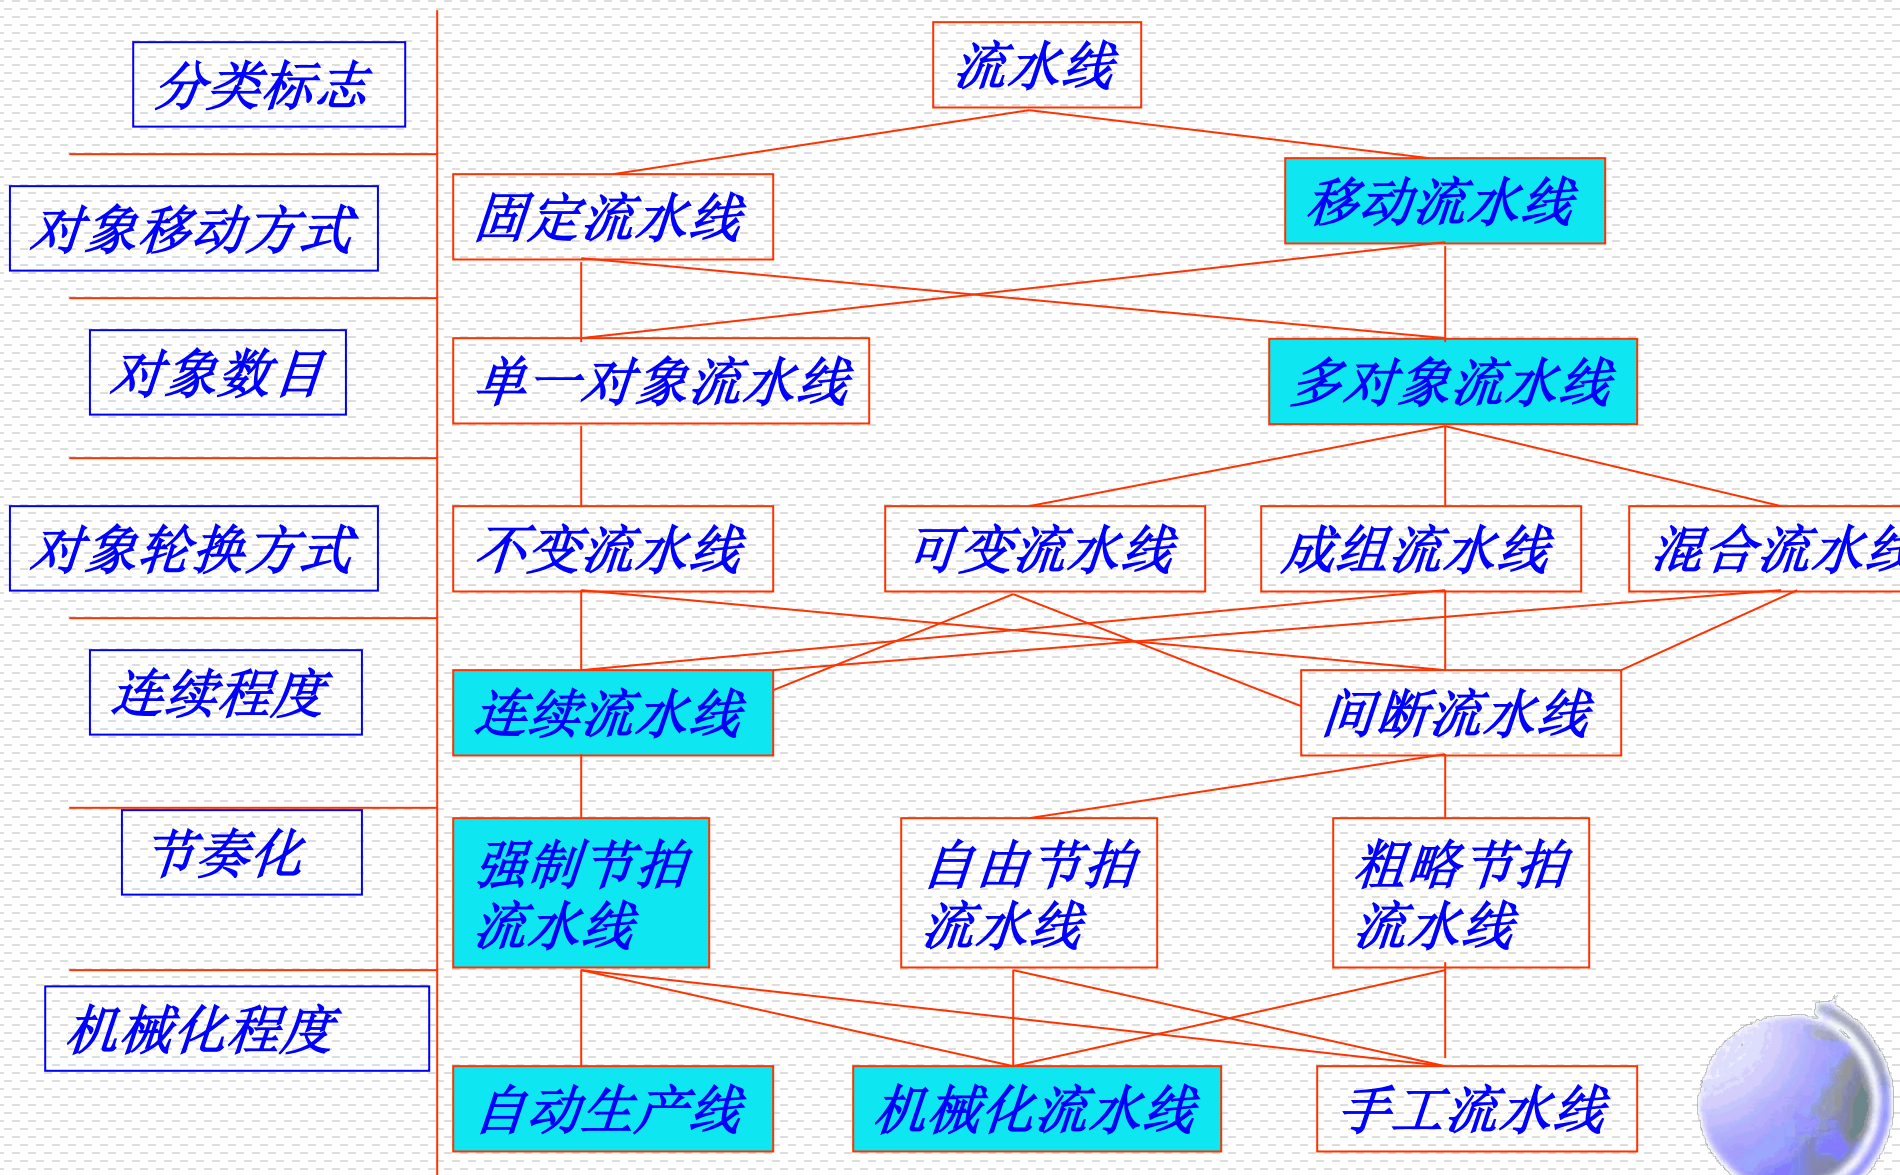 分类标志
流水线
对象移动方式
固定流水线
移动流水线
对象数目
单一对象流水线
多对象流水线
对象轮换方式
不变流水线
可变流水线
成组流水线
混合流水线
连续程度
连续流水线
间断流水线
节奏化
强制节拍
流水线
自由节拍
流水线
粗略节拍
流水线
机械化程度
自动生产线
机械化流水线
手工流水线